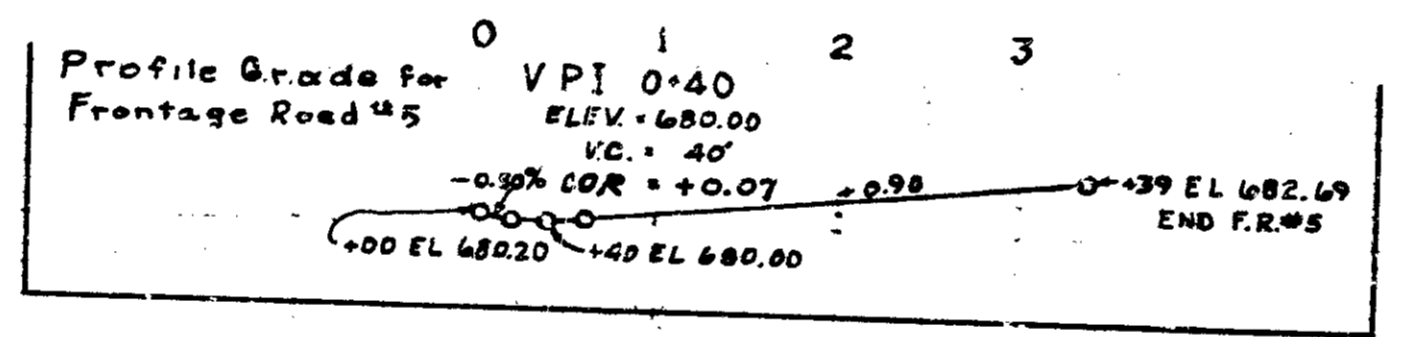 0 1 2 3
Profile Grade for
Frontage Road #5
VPI 0+40
ELEV. = 680.00
V.C. = 40'
-0.50% COR = +0.07
+0.90
+39 EL 682.69
END F.R.#5
+00 EL 680.20
+40 EL 680.00